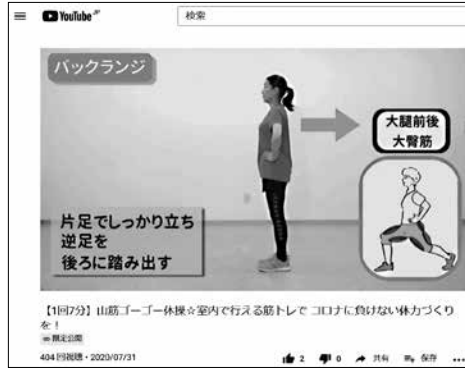 YouTube JP
検索
バックランジ
大腿前後
大臀筋
片足でしっかり立ち
逆足を
後ろに踏み出す
【1回7分】山筋ゴーゴー体操☆室内で行える筋トレで コロナに負けない体力づくり
を！
限定公開
404 回視聴・2020/07/31
2
0
共有
保存